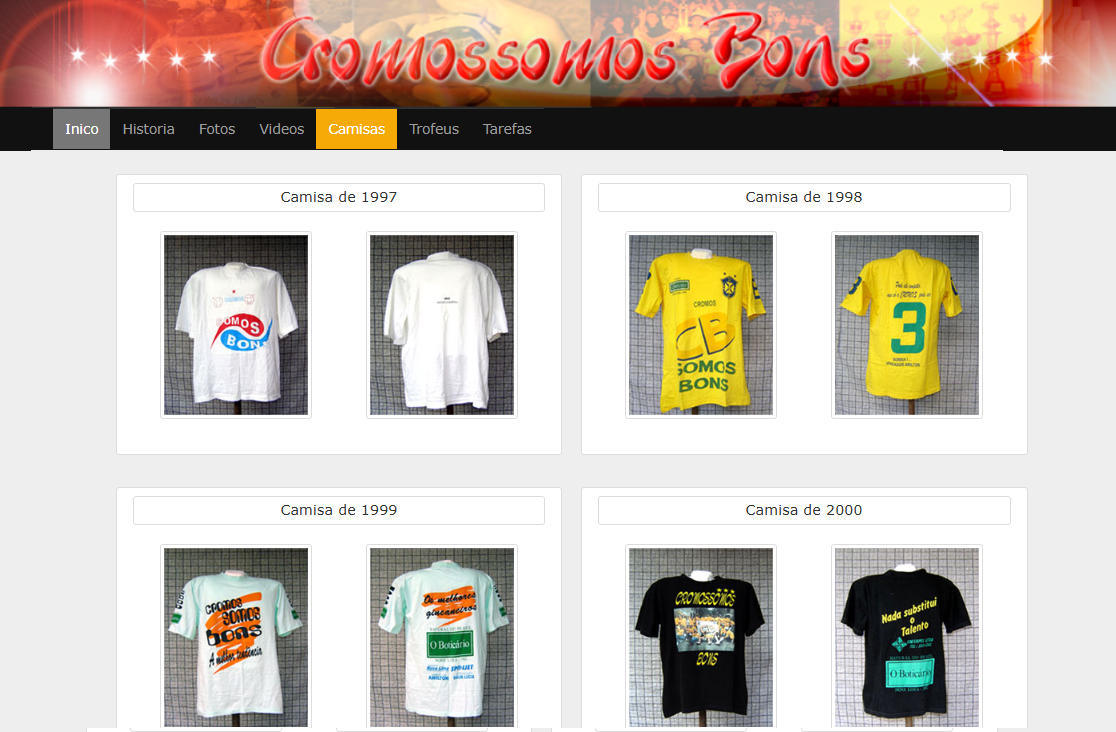 Cromossomos Bons
Inico Historia Fotos Videos Camisas Trofeus Tarefas
Camisa de 1997
Camisa de 1998
SOMOS
BONS
CROMOS
CB
SOMOS
BONS
3
Camisa de 1999
Camisa de 2000
CROMOS
SOMOS
bons
A melhor tendência
Os melhores
gincaneiros
O Boticário
CROMOSSOMOS
BONS
Nada substitui
o
Talento
O Boticário